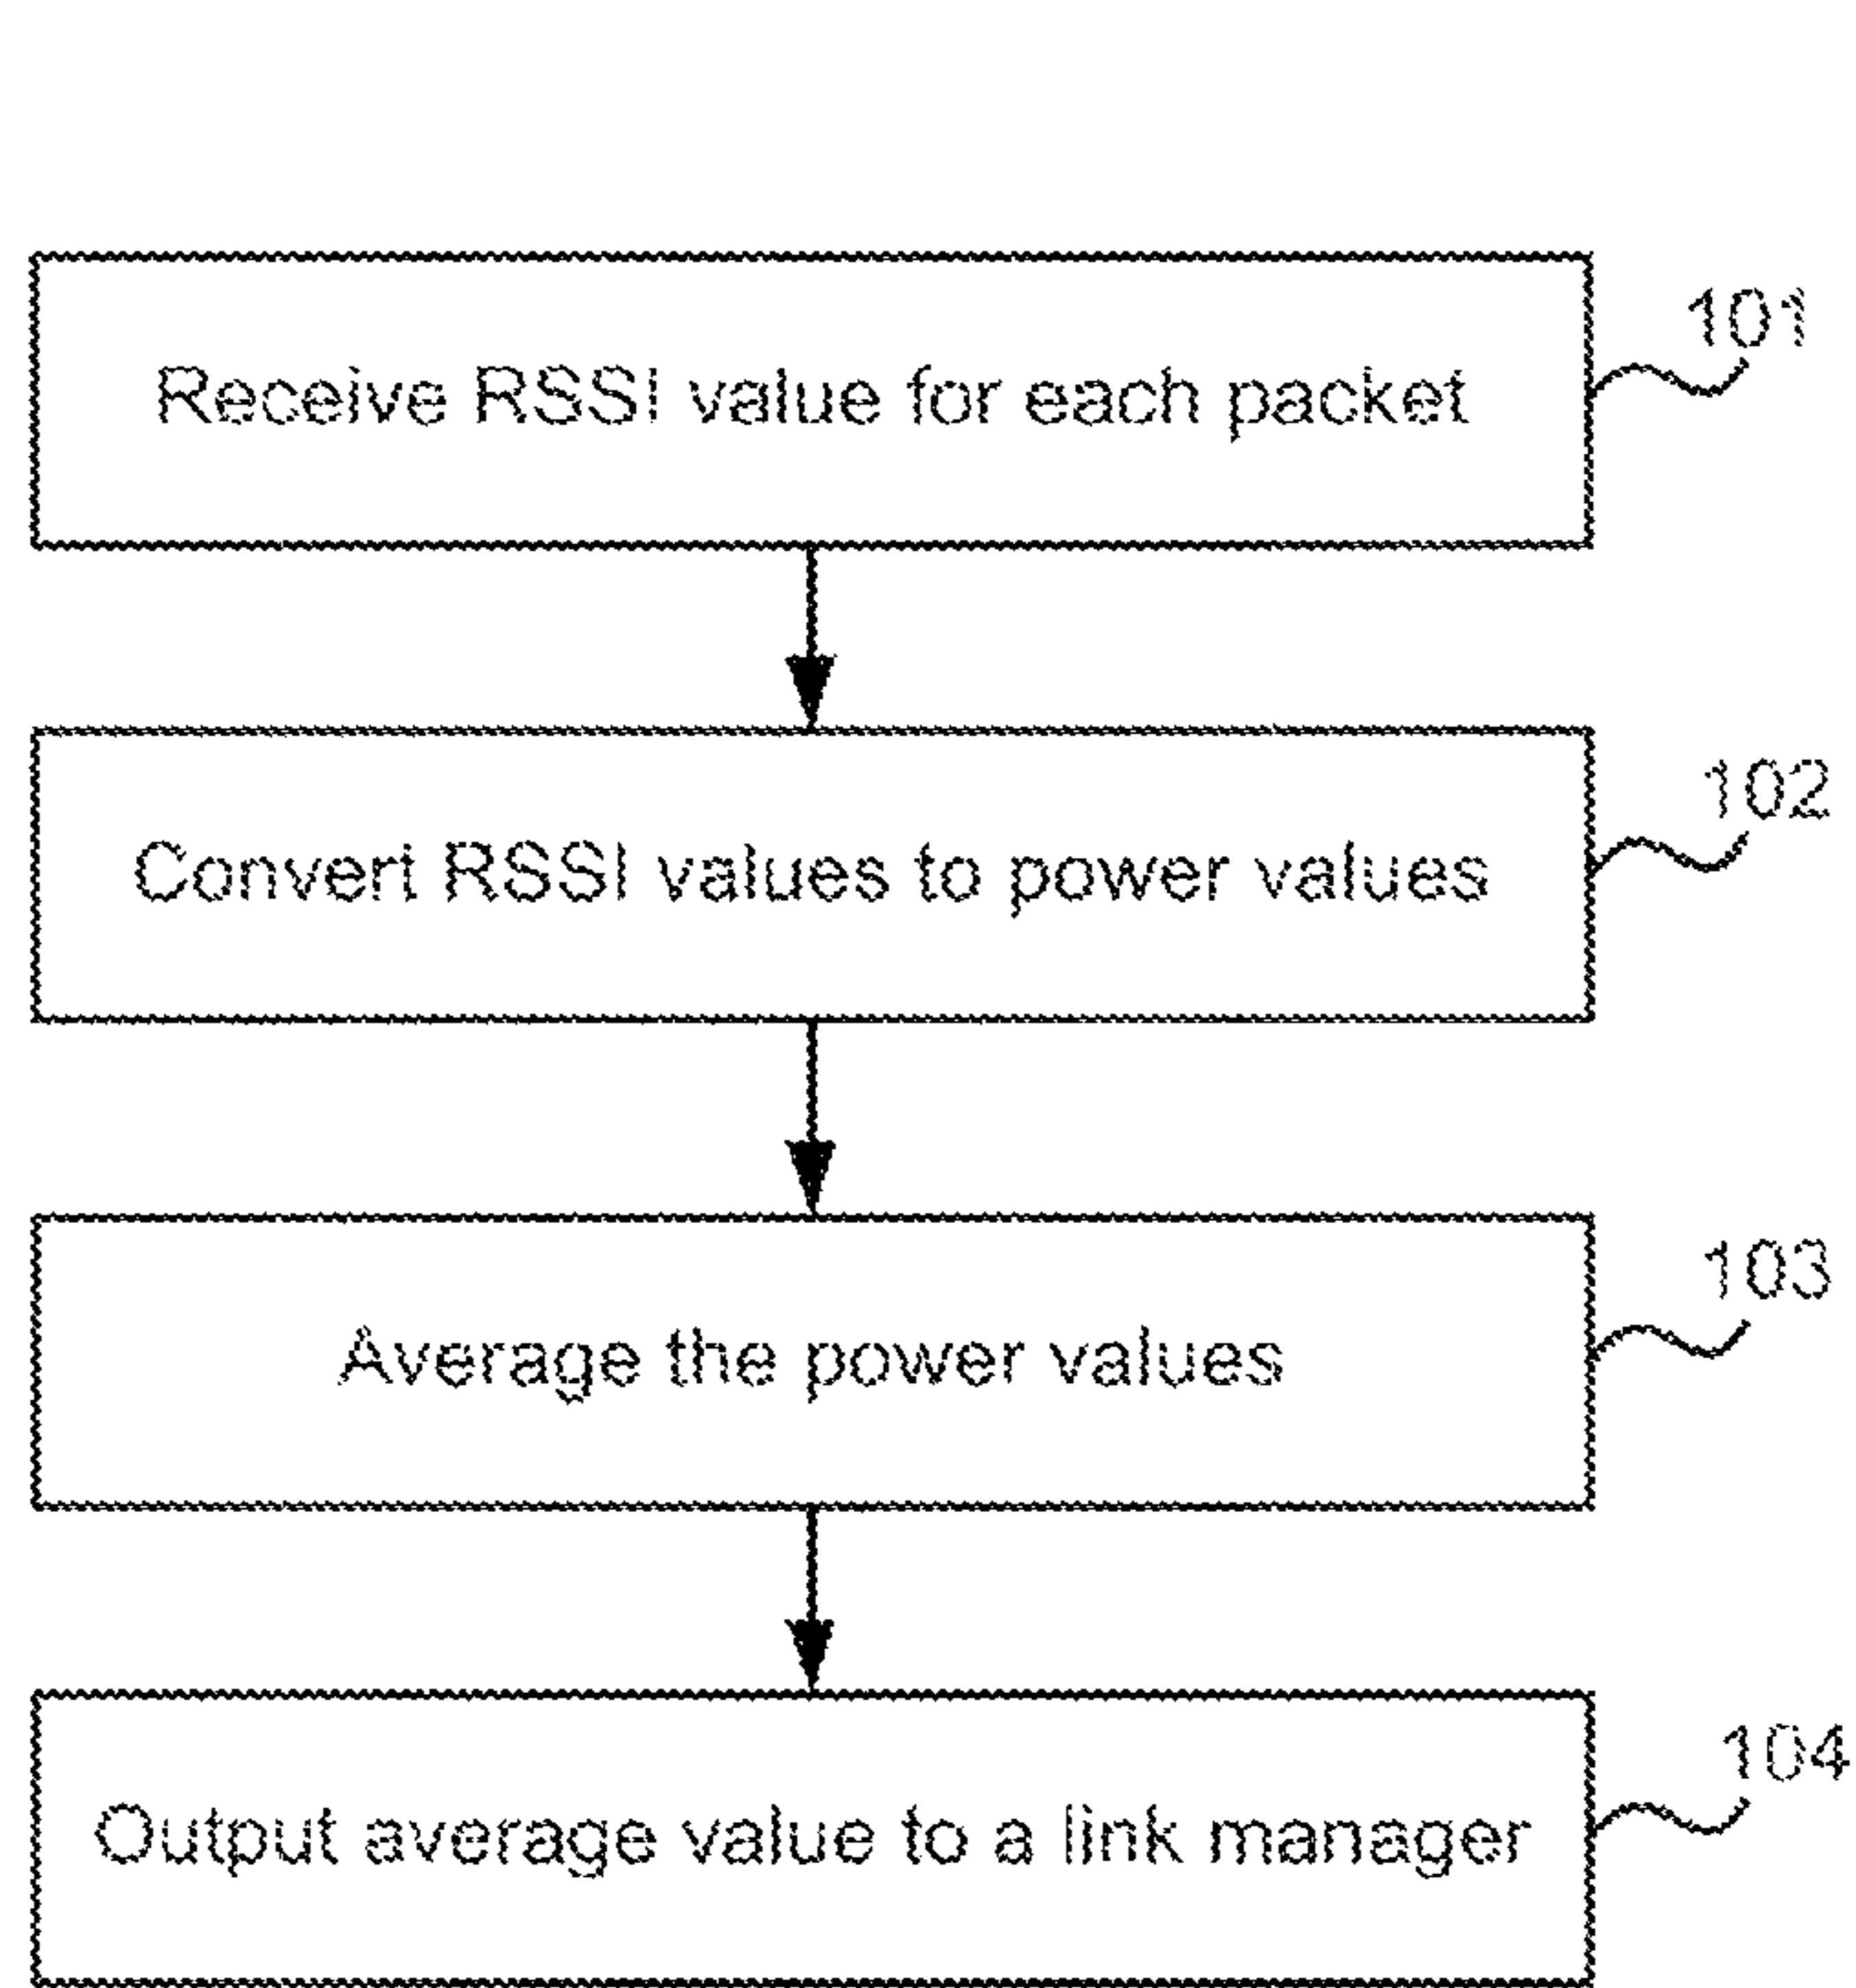 101
Receive RSSI value for each packet
102
Convert RSSI values to power values
103
Average the power values
104
Output average value to a link manager